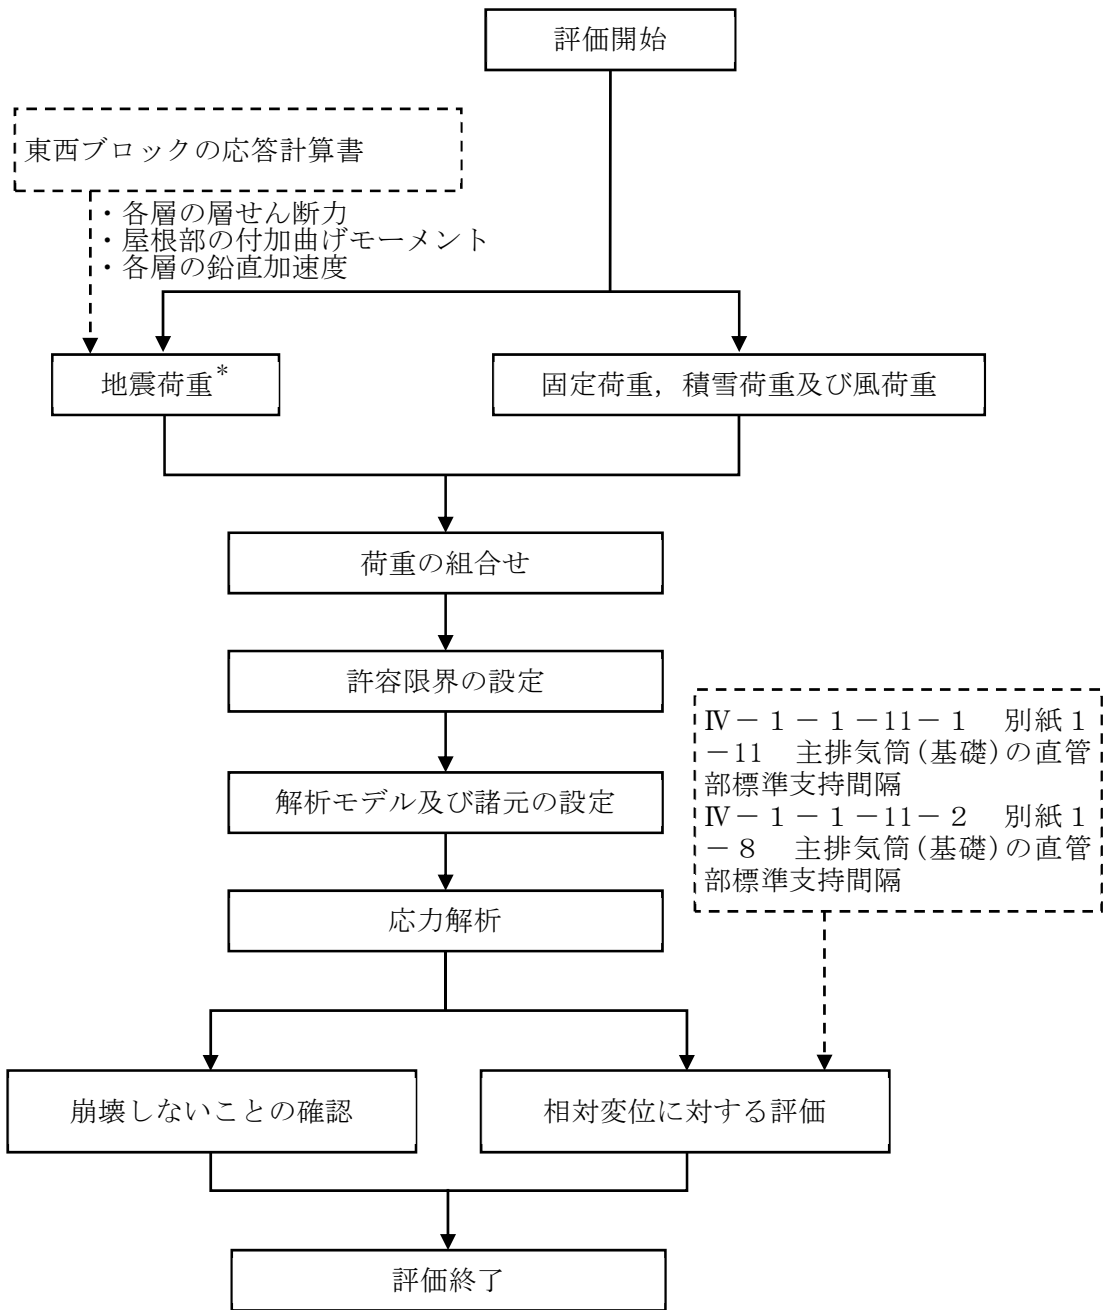 評価開始
東西ブロックの応答計算書
・各層の層せん断力
・屋根部の付加曲げモーメント
・各層の鉛直加速度
地震荷重*
固定荷重，積雪荷重及び風荷重
荷重の組合せ
許容限界の設定
解析モデル及び諸元の設定
Ⅳ－１－１－11－１　別紙１
－11　主排気筒(基礎)の直管
部標準支持間隔
Ⅳ－１－１－11－２　別紙１
－８　主排気筒(基礎)の直管
部標準支持間隔
応力解析
崩壊しないことの確認
相対変位に対する評価
評価終了